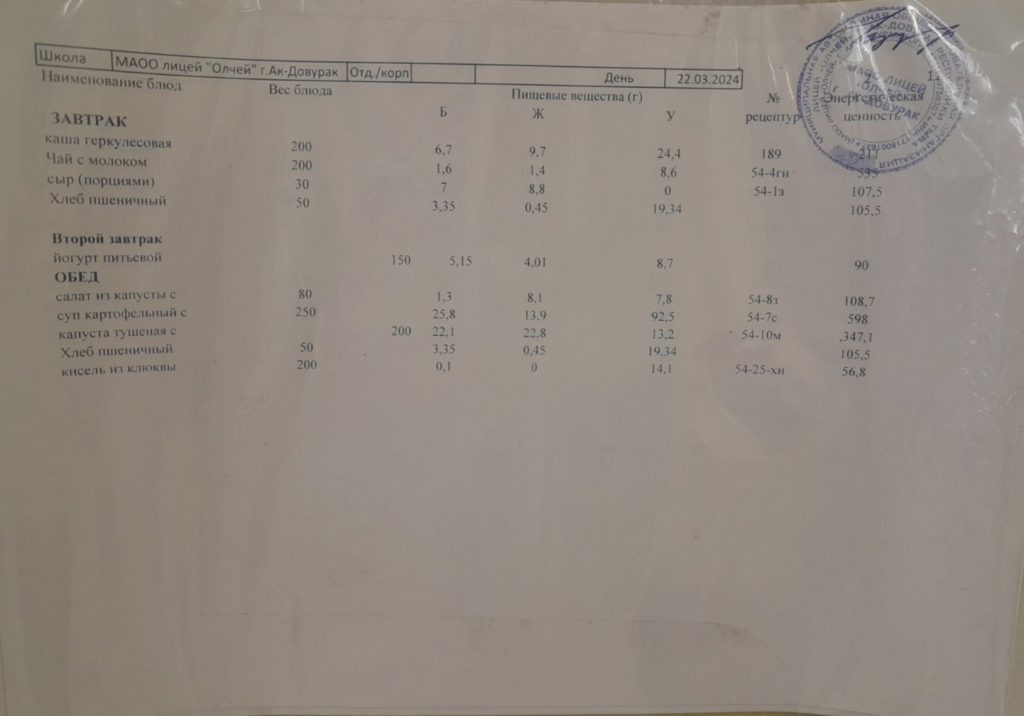 Школа МАОО лицей "Олчей" г.Ак-Довурак Отд./корп День 22.03.2024
Наименование блюд Вес блюда Пищевые вещества (г) № рецептур Энергетическая ценность
Б Ж У
ЗАВТРАК
каша геркулесовая 200 6,7 9,7 24,4 189 211
Чай с молоком 200 1,6 1,4 8,6 54-4ги
сыр (порциями) 30 7 8,8 0 54-1з 107,5
Хлеб пшеничный 50 3,35 0,45 19,34 105,5
Второй завтрак
йогурт питьевой 150 5,15 4,01 8,7 90
ОБЕД
салат из капусты с 80 1,3 8,1 7,8 54-8з 108,7
суп картофельный с 250 25,8 13,9 92,5 54-7с 598
капуста тушеная с 200 22,1 22,8 13,2 54-10м ,347,1
Хлеб пшеничный 50 3,35 0,45 19,34 105,5
кисель из клюквы 200 0,1 0 14,1 54-25-хн 56,8
МАОО ЛИЦЕЙ